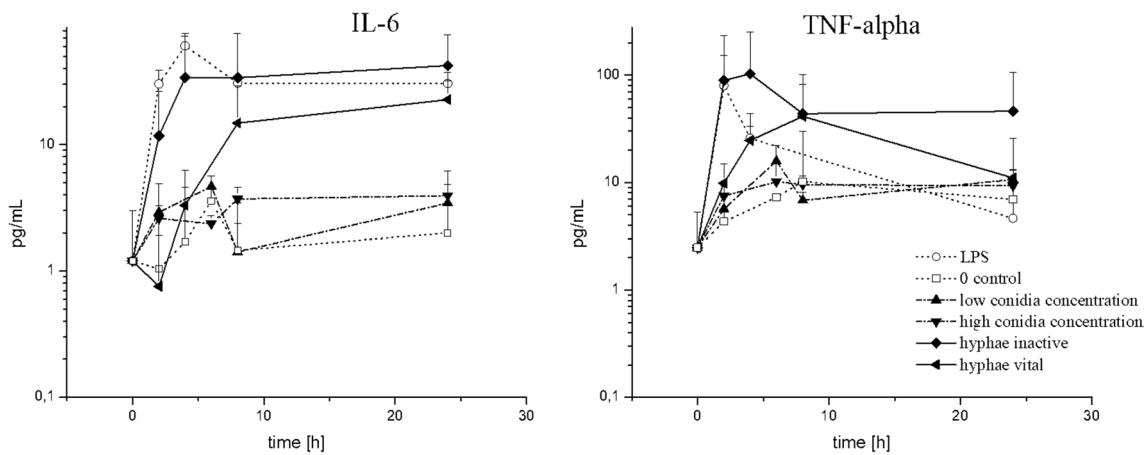 IL-6
10
1
0,1
pg/mL
0
10
20
30
time [h]
TNF-alpha
100
10
1
0,1
pg/mL
0
10
20
30
time [h]
LPS
0 control
low conidia concentration
high conidia concentration
hyphae inactive
hyphae vital